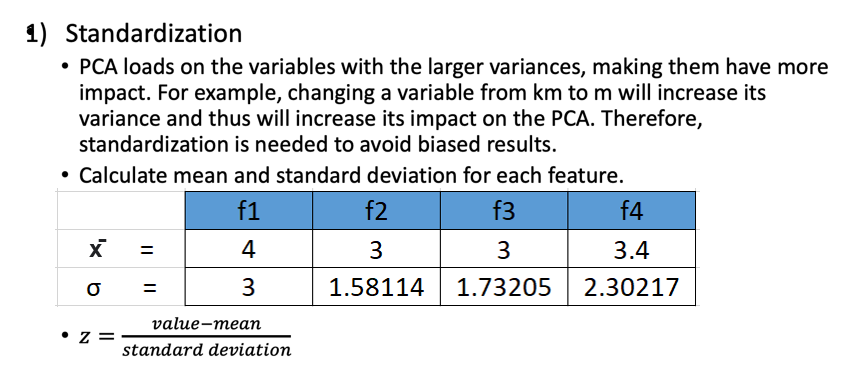 1) Standardization
• PCA loads on the variables with the larger variances, making them have more
impact. For example, changing a variable from km to m will increase its
variance and thus will increase its impact on the PCA. Therefore,
standardization is needed to avoid biased results.
• Calculate mean and standard deviation for each feature.
f1 f2 f3 f4
x̄ = 4 3 3 3.4
σ = 3 1.58114 1.73205 2.30217
• z = value−mean / standard deviation